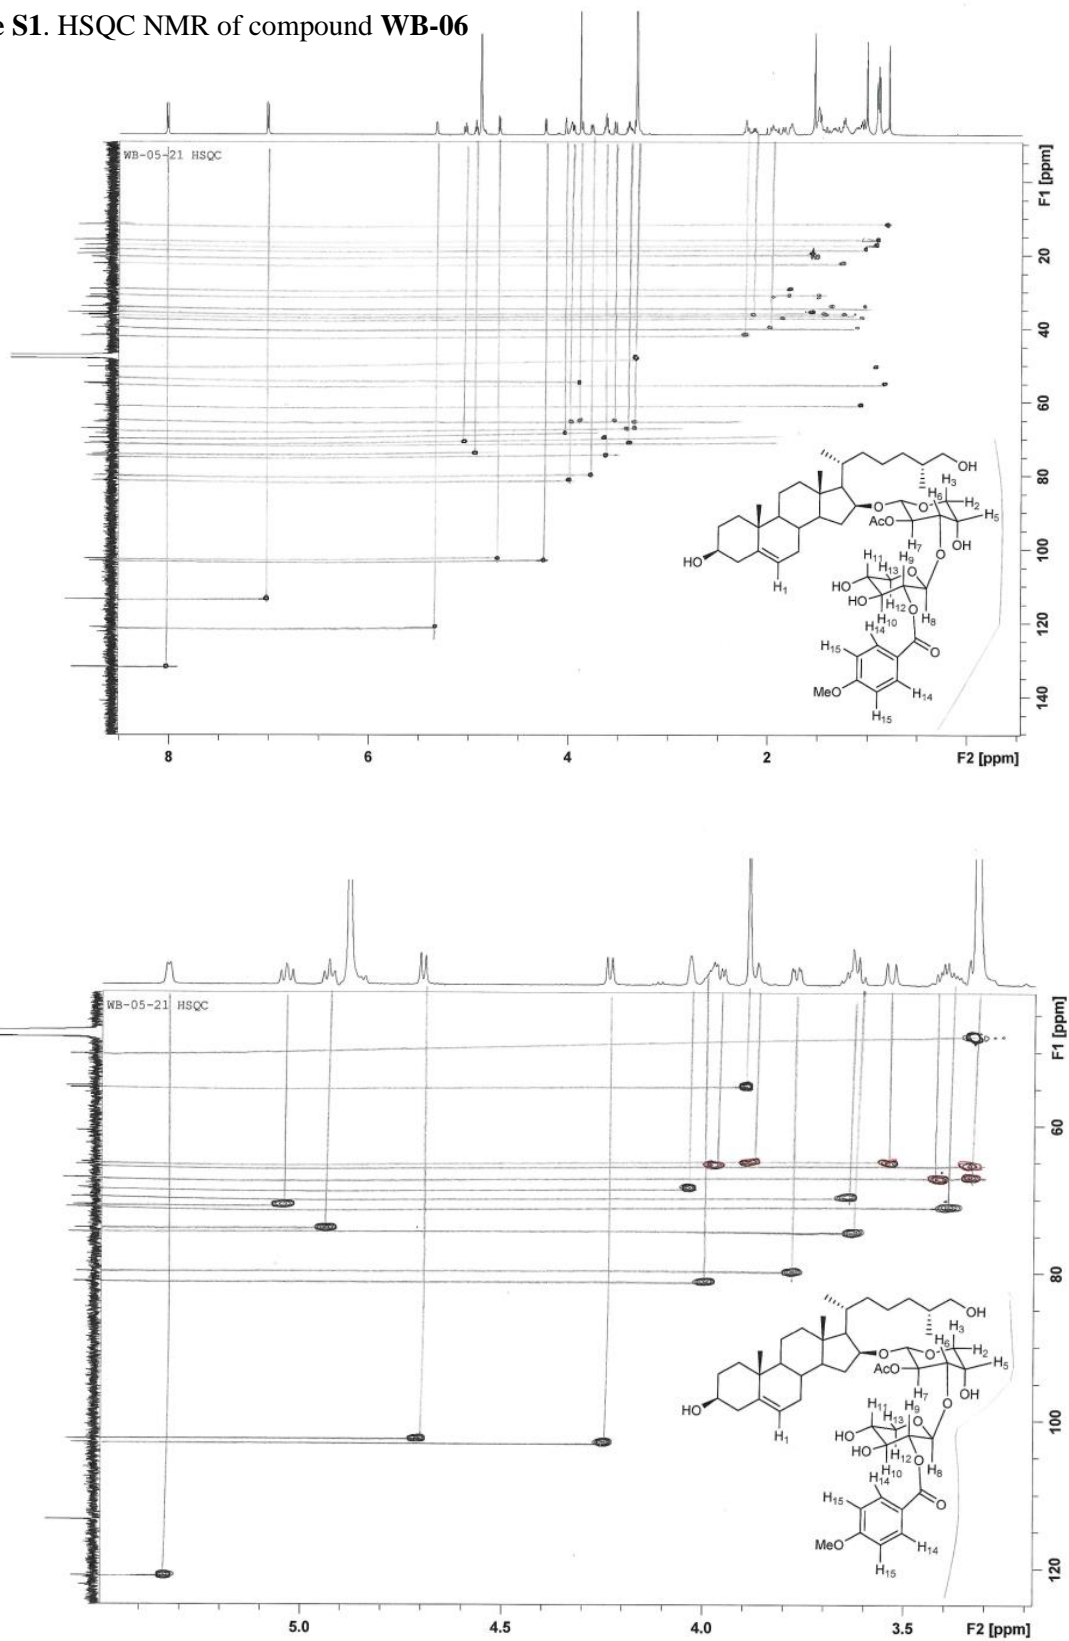 e S1. HSQC NMR of compound WB-06
WB-05-21 HSQC
F1 [ppm]
20
40
60
80
100
120
140
8
6
4
2
F2 [ppm]
OH
H3
H6
O
O
H2
H5
AcO
H7
OH
O
H11
H9
H13
O
HO
HO
H12
H10
H8
O
H1
HO
H14
O
H15
MeO
H14
H15
WB-05-21 HSQC
F1 [ppm]
60
80
100
120
5.0
4.5
4.0
3.5
F2 [ppm]
OH
H3
H6
O
O
H2
H5
AcO
H7
OH
O
H11
H9
H13
O
HO
HO
H12
H10
H8
O
H1
HO
H14
O
H15
MeO
H14
H15